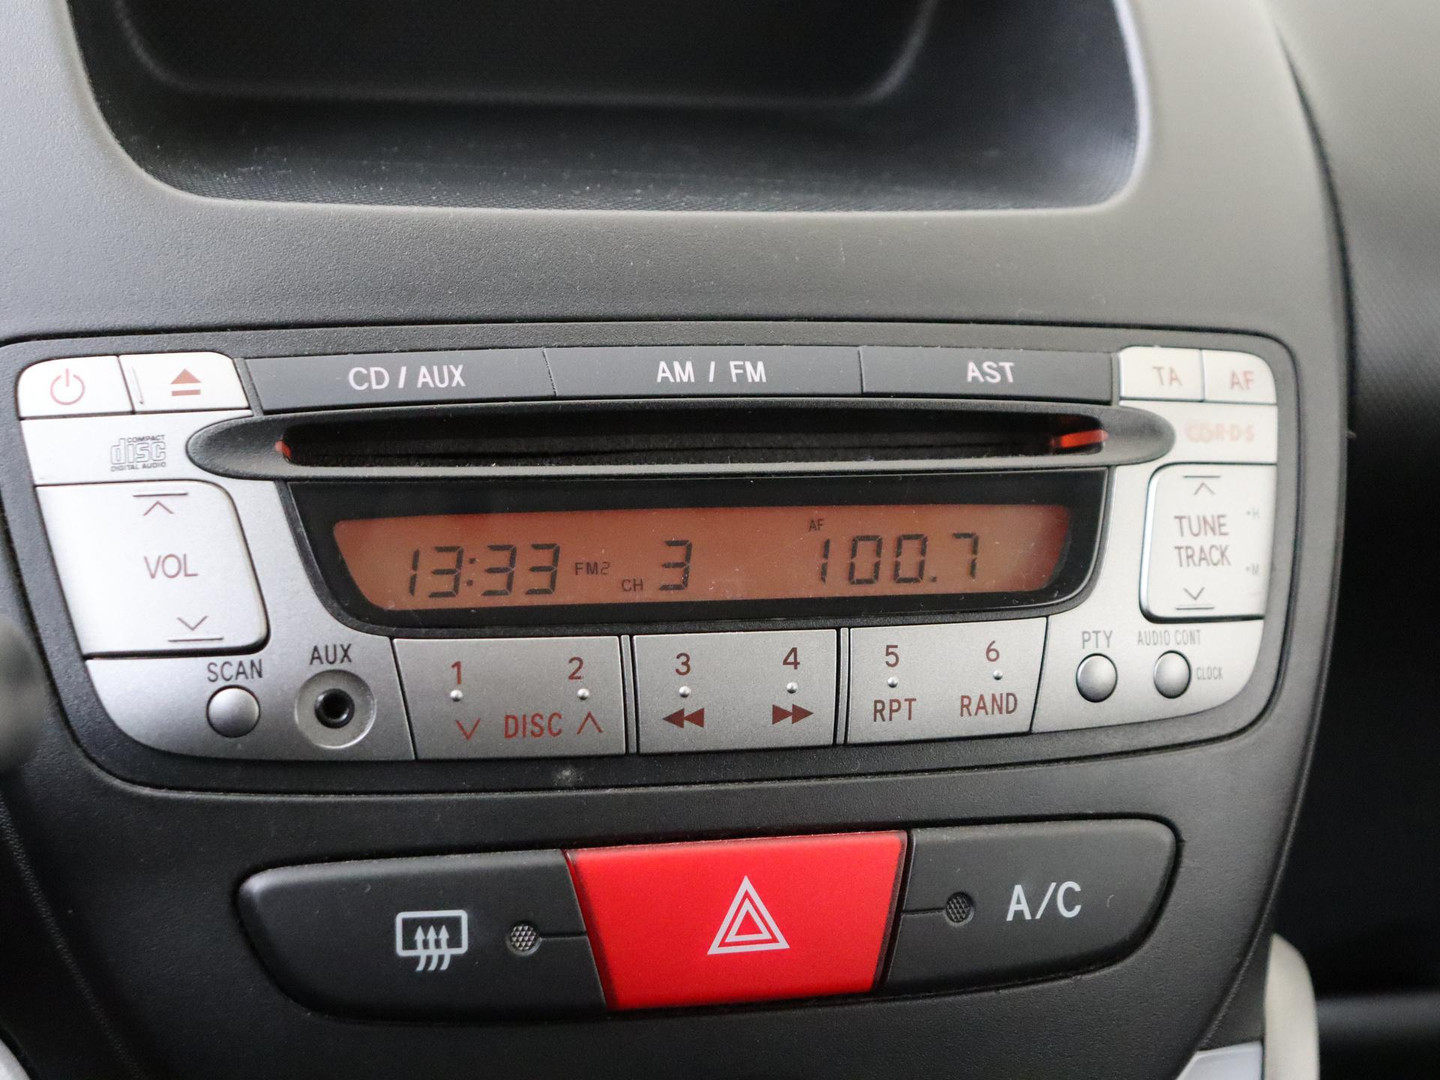 CD / AUX
AM / FM
AST
TA
AF
COMPACT
disc
DIGITAL AUDIO
R·D·S
VOL
13:33 FM2 CH 3 AF 100.7
TUNE
TRACK
•H
•M
SCAN
AUX
1
2
3
4
5
6
DISC
RPT
RAND
PTY
AUDIO CONT
CLOCK
A/C